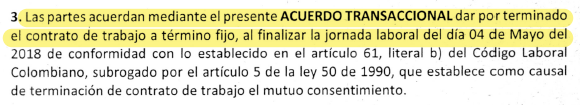 3. Las partes acuerdan mediante el presente ACUERDO TRANSACCIONAL dar por terminado
el contrato de trabajo a término fijo, al finalizar la jornada laboral del día 04 de Mayo del
2018 de conformidad con lo establecido en el artículo 61, literal b) del Código Laboral
Colombiano, subrogado por el artículo 5 de la ley 50 de 1990, que establece como causal
de terminación de contrato de trabajo el mutuo consentimiento.